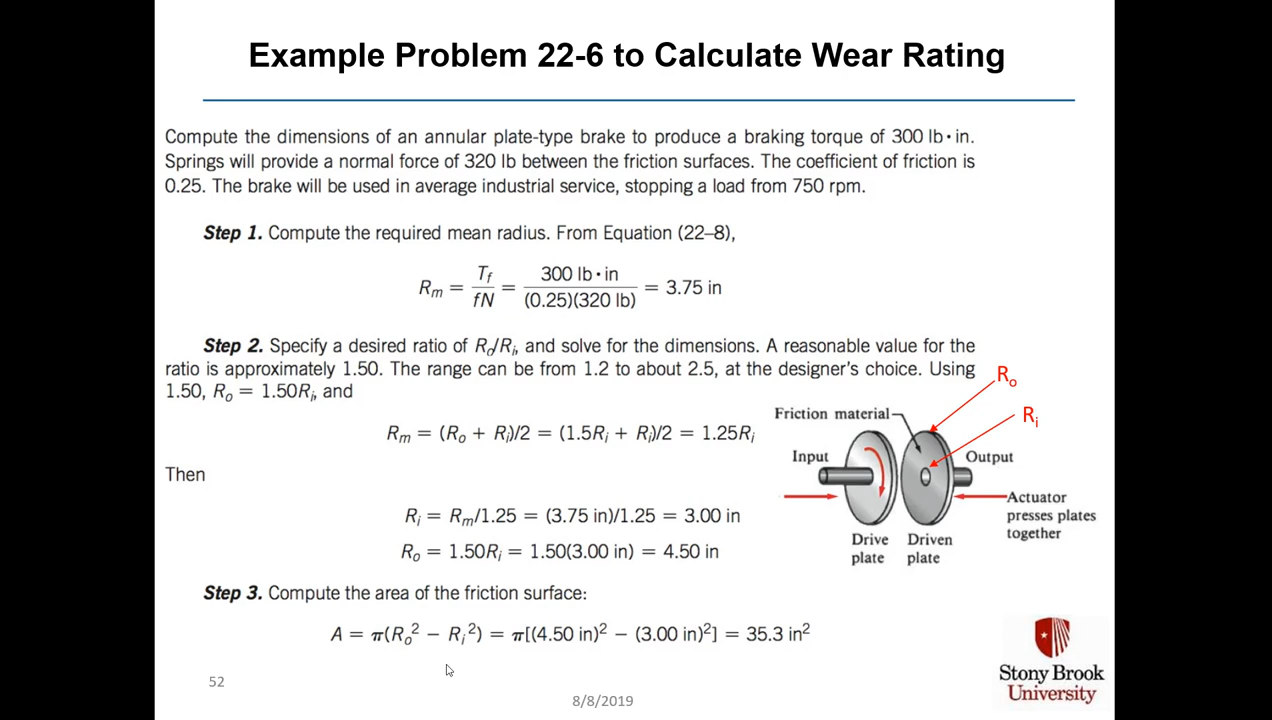 Example Problem 22-6 to Calculate Wear Rating
Compute the dimensions of an annular plate-type brake to produce a braking torque of 300 lb·in.
Springs will provide a normal force of 320 lb between the friction surfaces. The coefficient of friction is
0.25. The brake will be used in average industrial service, stopping a load from 750 rpm.
Step 1. Compute the required mean radius. From Equation (22–8),
Rm = Tf/fN = 300 lb·in/(0.25)(320 lb) = 3.75 in
Step 2. Specify a desired ratio of Ro/Ri, and solve for the dimensions. A reasonable value for the
ratio is approximately 1.50. The range can be from 1.2 to about 2.5, at the designer's choice. Using
1.50, Ro = 1.50Ri, and
Rm = (Ro + Ri)/2 = (1.5Ri + Ri)/2 = 1.25Ri
Then
Ri = Rm/1.25 = (3.75 in)/1.25 = 3.00 in
Ro = 1.50Ri = 1.50(3.00 in) = 4.50 in
Step 3. Compute the area of the friction surface:
A = π(Ro² − Ri²) = π[(4.50 in)² − (3.00 in)²] = 35.3 in²
Ro
Ri
Friction material
Input
Output
Actuator
presses plates
together
Drive
plate
Driven
plate
Stony Brook
University
52
8/8/2019